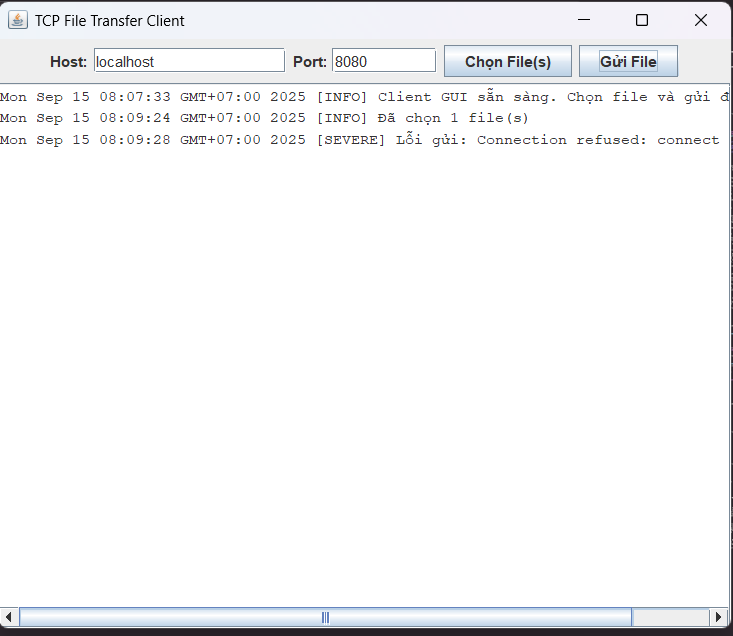 TCP File Transfer Client
Host: localhost Port: 8080 Chọn File(s) Gửi File
Mon Sep 15 08:07:33 GMT+07:00 2025 [INFO] Client GUI sẵn sàng. Chọn file và gửi đ
Mon Sep 15 08:09:24 GMT+07:00 2025 [INFO] Đã chọn 1 file(s)
Mon Sep 15 08:09:28 GMT+07:00 2025 [SEVERE] Lỗi gửi: Connection refused: connect